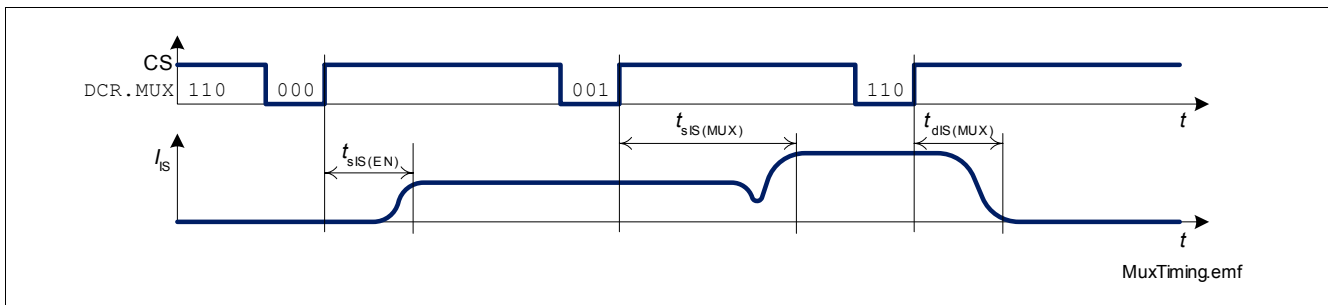 CS
DCR.MUX 110 000 001 110
t
tsIS(MUX) tdIS(MUX)
IIS tsIS(EN)
t
MuxTiming.emf